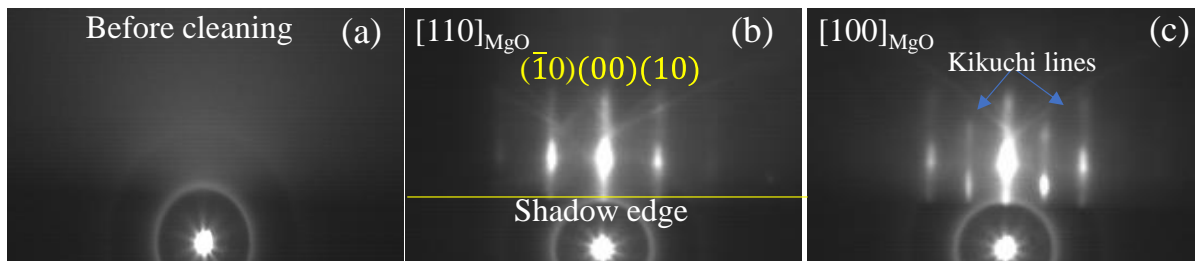 Before cleaning
(a)
[110]MgO
(b)
(1̅0)(00)(10)
Shadow edge
[100]MgO
(c)
Kikuchi lines